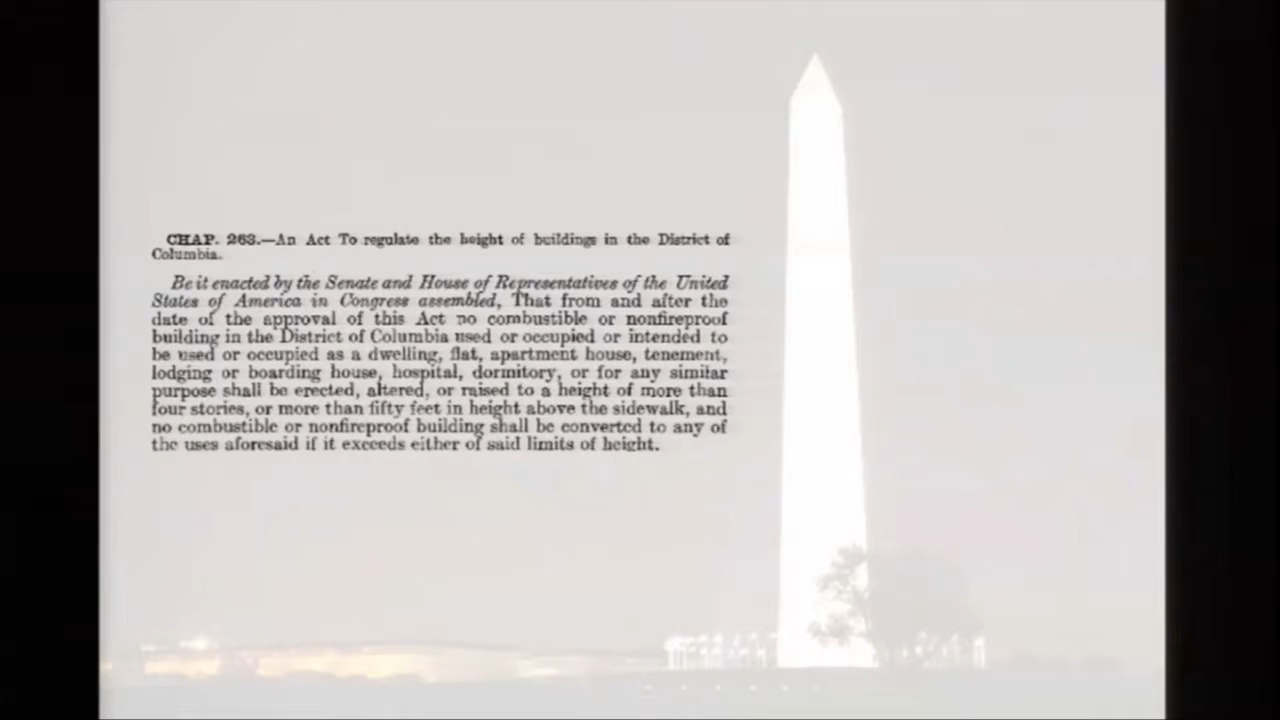 CHAP. 263.—An Act To regulate the height of buildings in the District of
Columbia.
Be it enacted by the Senate and House of Representatives of the United
States of America in Congress assembled, That from and after the
date of the approval of this Act no combustible or nonfireproof
building in the District of Columbia used or occupied or intended to
be used or occupied as a dwelling, flat, apartment house, tenement,
lodging or boarding house, hospital, dormitory, or for any similar
purpose shall be erected, altered, or raised to a height of more than
four stories, or more than fifty feet in height above the sidewalk, and
no combustible or nonfireproof building shall be converted to any of
the uses aforesaid if it exceeds either of said limits of height.